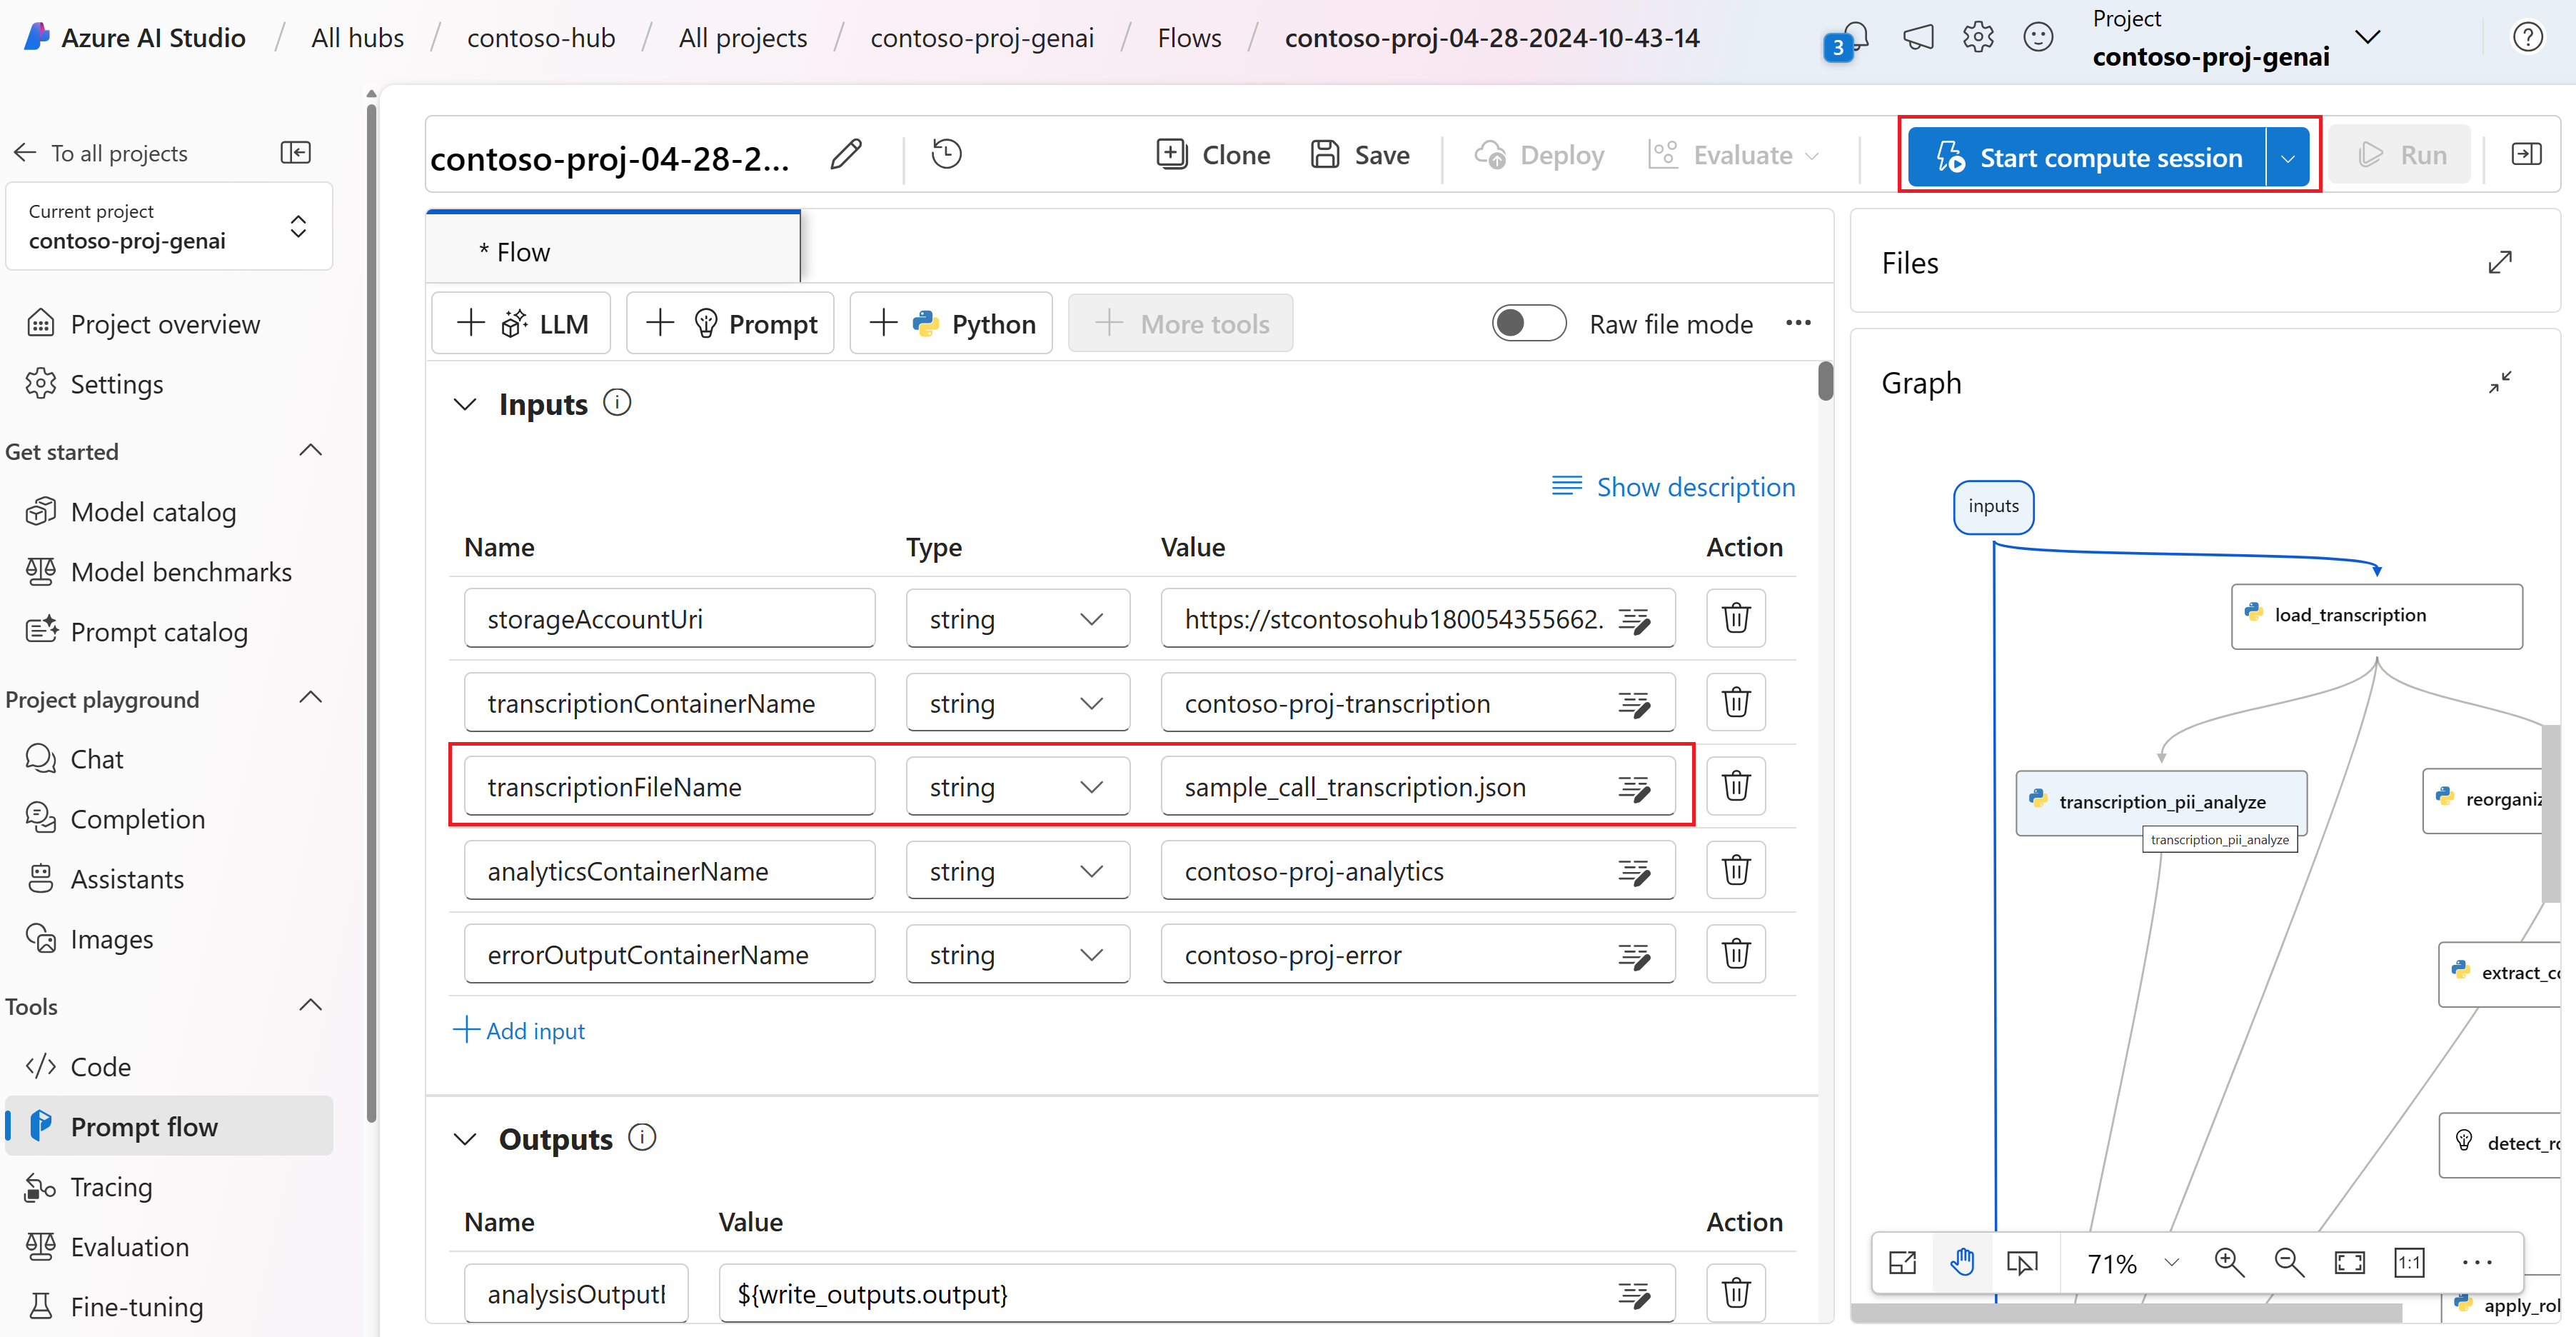 Azure AI Studio / All hubs / contoso-hub / All projects / contoso-proj-genai / Flows / contoso-proj-04-28-2024-10-43-14
3
Project
contoso-proj-genai
To all projects
Current project
contoso-proj-genai
Project overview
Settings
Get started
Model catalog
Model benchmarks
Prompt catalog
Project playground
Chat
Completion
Assistants
Images
Tools
Code
Prompt flow
Tracing
Evaluation
Fine-tuning
contoso-proj-04-28-2...
Clone
Save
Deploy
Evaluate
Start compute session
Run
* Flow
LLM
Prompt
Python
More tools
Raw file mode
Inputs
Show description
Name Type Value Action
storageAccountUri string https://stcontosohub180054355662.
transcriptionContainerName string contoso-proj-transcription
transcriptionFileName string sample_call_transcription.json
analyticsContainerName string contoso-proj-analytics
errorOutputContainerName string contoso-proj-error
Add input
Outputs
Name Value Action
analysisOutput ${write_outputs.output}
Files
Graph
inputs
load_transcription
transcription_pii_analyze
transcription_pii_analyze
reorganiz
extract_co
detect_ro
71%
1:1
apply_rol